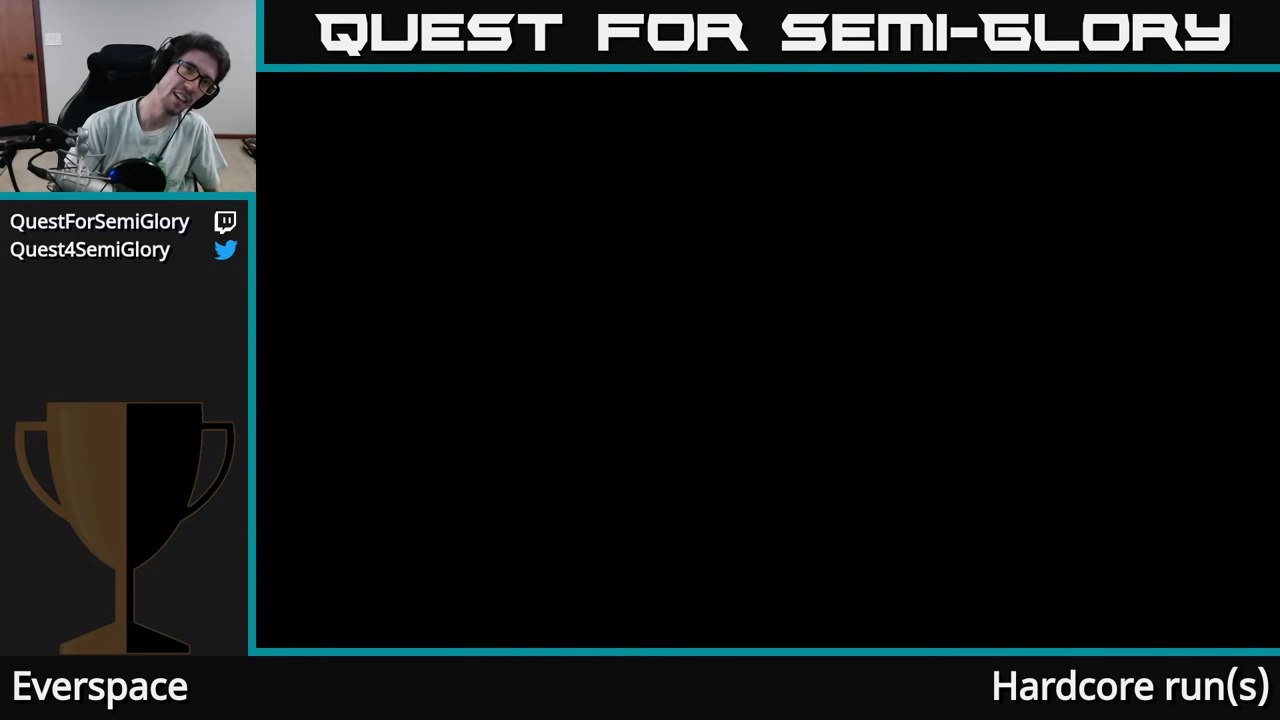 QUEST FOR SEMI-GLORY
QuestForSemiGlory
Quest4SemiGlory
Everspace
Hardcore run(s)